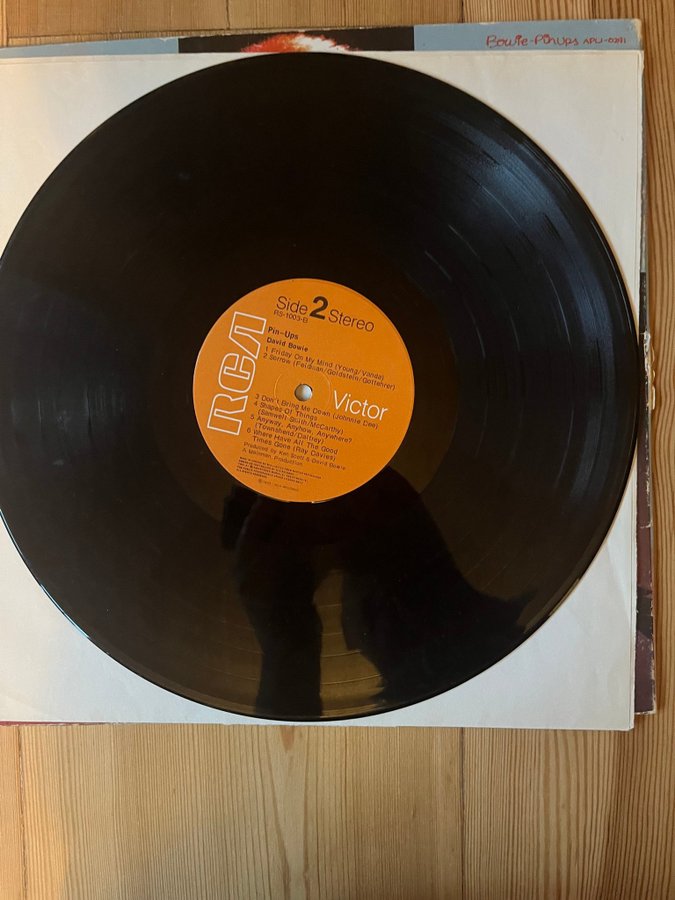 Bowie-PinUps APL1-0291
Side 2 Stereo
RS-1003-B
Pin-Ups
David Bowie
1 Friday On My Mind (Young/Vanda)
2 Sorrow (Feldman/Goldstein/Gottehrer)
RCA
Victor
3 Don't Bring Me Down (Johnnie Dee)
4 Shapes Of Things
(Samwell Smith/McCarthy)
5 Anyway, Anyhow, Anywhere?
(Townshend/Daltrey)
6 Where Have All The Good
Times Gone (Ray Davies)
Produced by Ken Scott & David Bowie
A Mainman Production